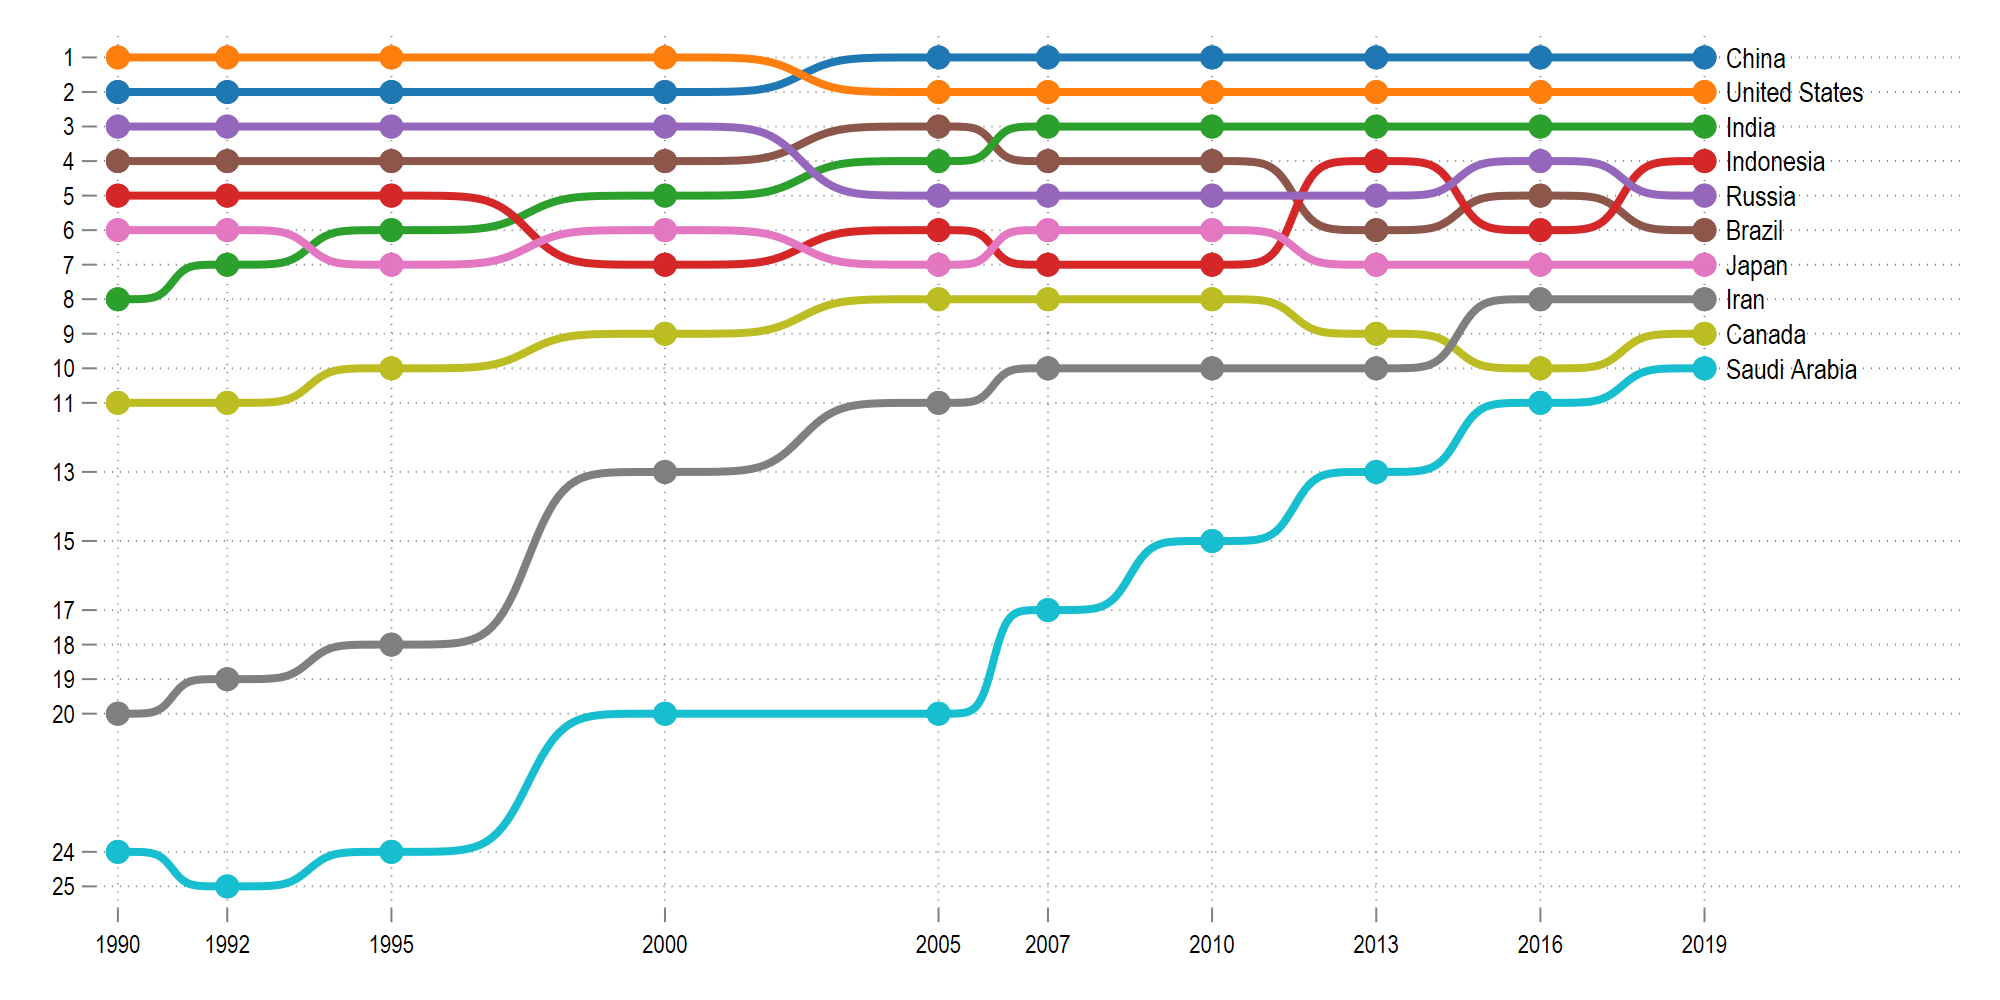 1 China
2 United States
3 India
4 Indonesia
5 Russia
6 Brazil
7 Japan
8 Iran
9 Canada
10 Saudi Arabia
11
13
15
17
18
19
20
24
25
1990 1992 1995 2000 2005 2007 2010 2013 2016 2019